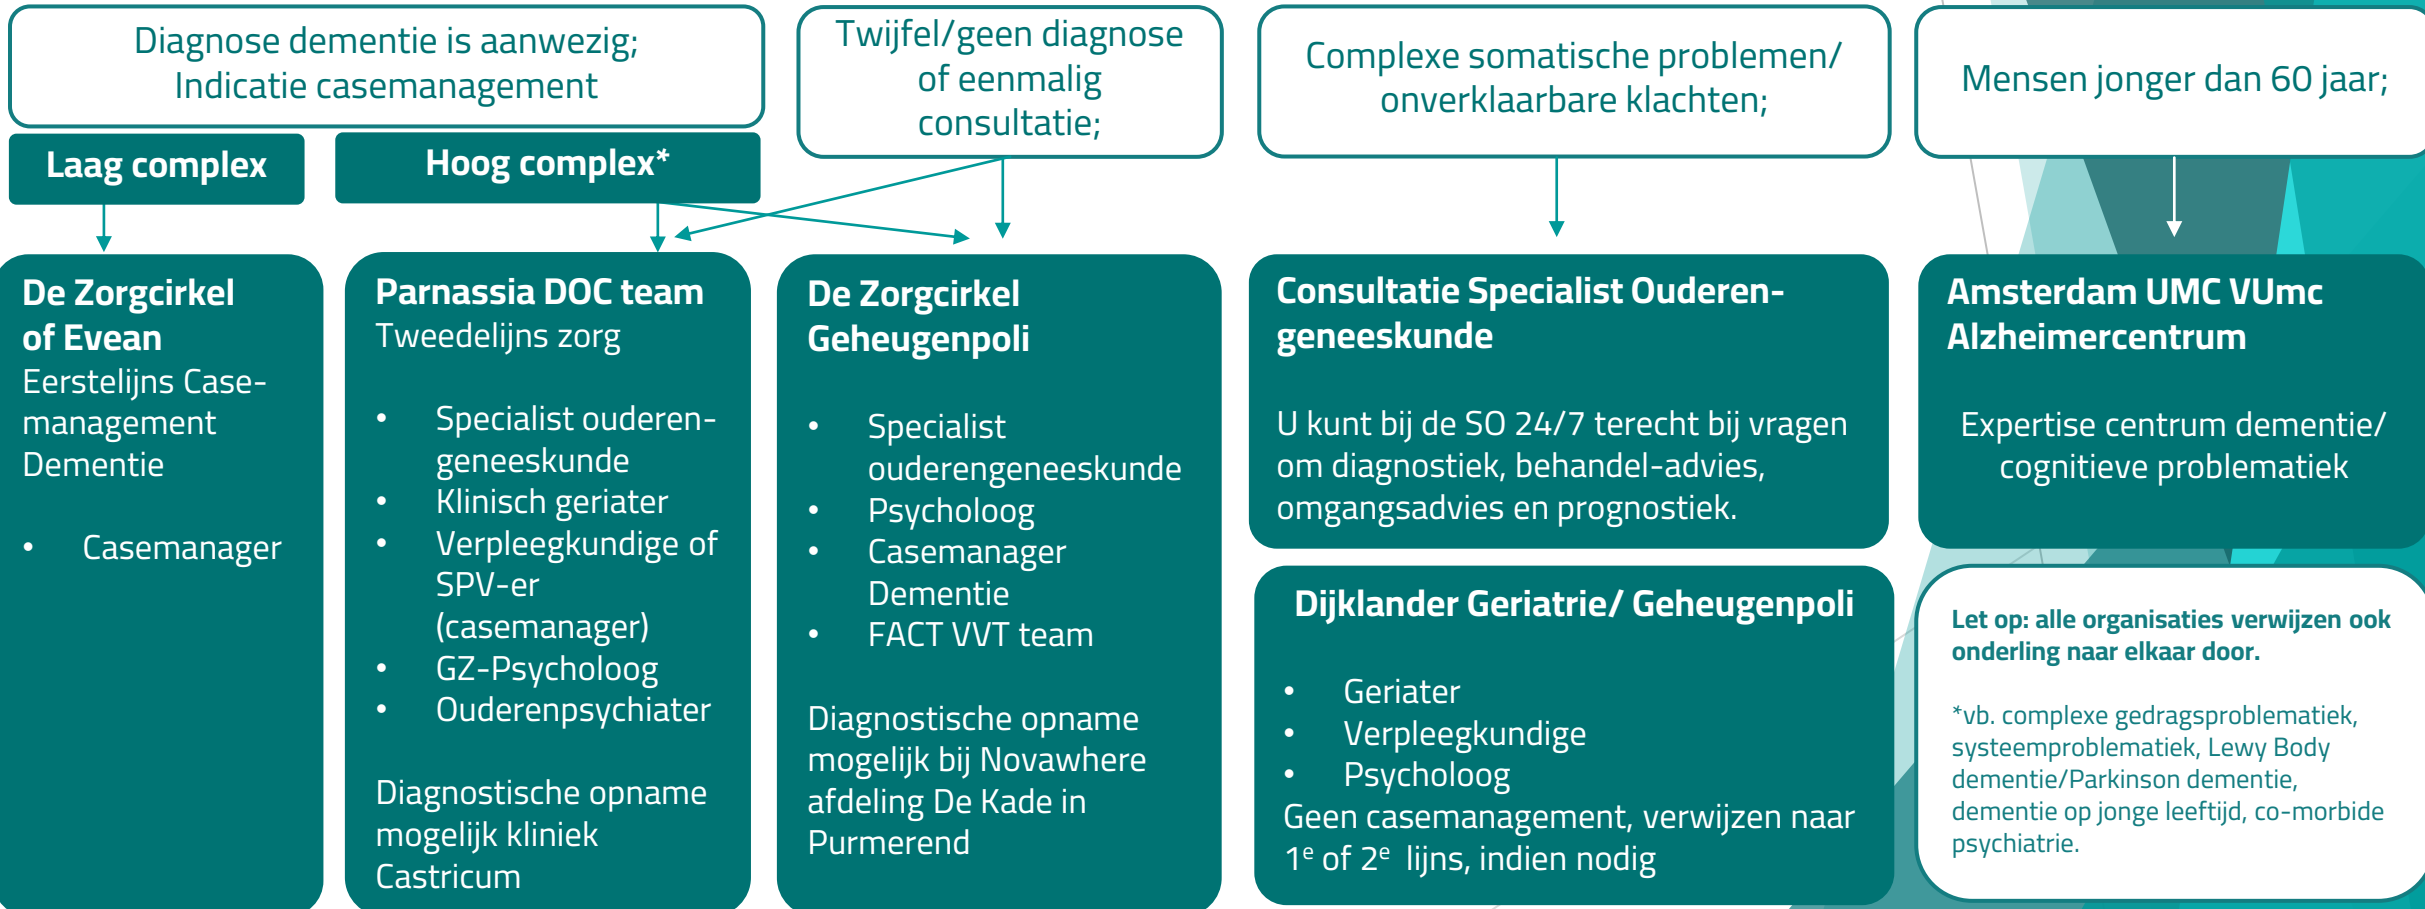 Diagnose dementie is aanwezig;
Indicatie casemanagement
Laag complex
Hoog complex*
Twijfel/geen diagnose
of eenmalig
consultatie;
Complexe somatische problemen/
onverklaarbare klachten;
Mensen jonger dan 60 jaar;
De Zorgcirkel
of Evean
Eerstelijns Case-
management
Dementie
• Casemanager
Parnassia DOC team
Tweedelijns zorg
• Specialist ouderen-
geneeskunde
• Klinisch geriater
• Verpleegkundige of
SPV-er
(casemanager)
• GZ-Psycholoog
• Ouderenpsychiater
Diagnostische opname
mogelijk kliniek
Castricum
De Zorgcirkel
Geheugenpoli
• Specialist
ouderengeneeskunde
• Psycholoog
• Casemanager
Dementie
• FACT VVT team
Diagnostische opname
mogelijk bij Novawhere
afdeling De Kade in
Purmerend
Consultatie Specialist Ouderen-
geneeskunde
U kunt bij de SO 24/7 terecht bij vragen
om diagnostiek, behandel-advies,
omgangsadvies en prognostiek.
Dijklander Geriatrie/ Geheugenpoli
• Geriater
• Verpleegkundige
• Psycholoog
Geen casemanagement, verwijzen naar
1e of 2e lijns, indien nodig
Amsterdam UMC VUmc
Alzheimercentrum
Expertise centrum dementie/
cognitieve problematiek
Let op: alle organisaties verwijzen ook
onderling naar elkaar door.
*vb. complexe gedragsproblematiek,
systeemproblematiek, Lewy Body
dementie/Parkinson dementie,
dementie op jonge leeftijd, co-morbide
psychiatrie.